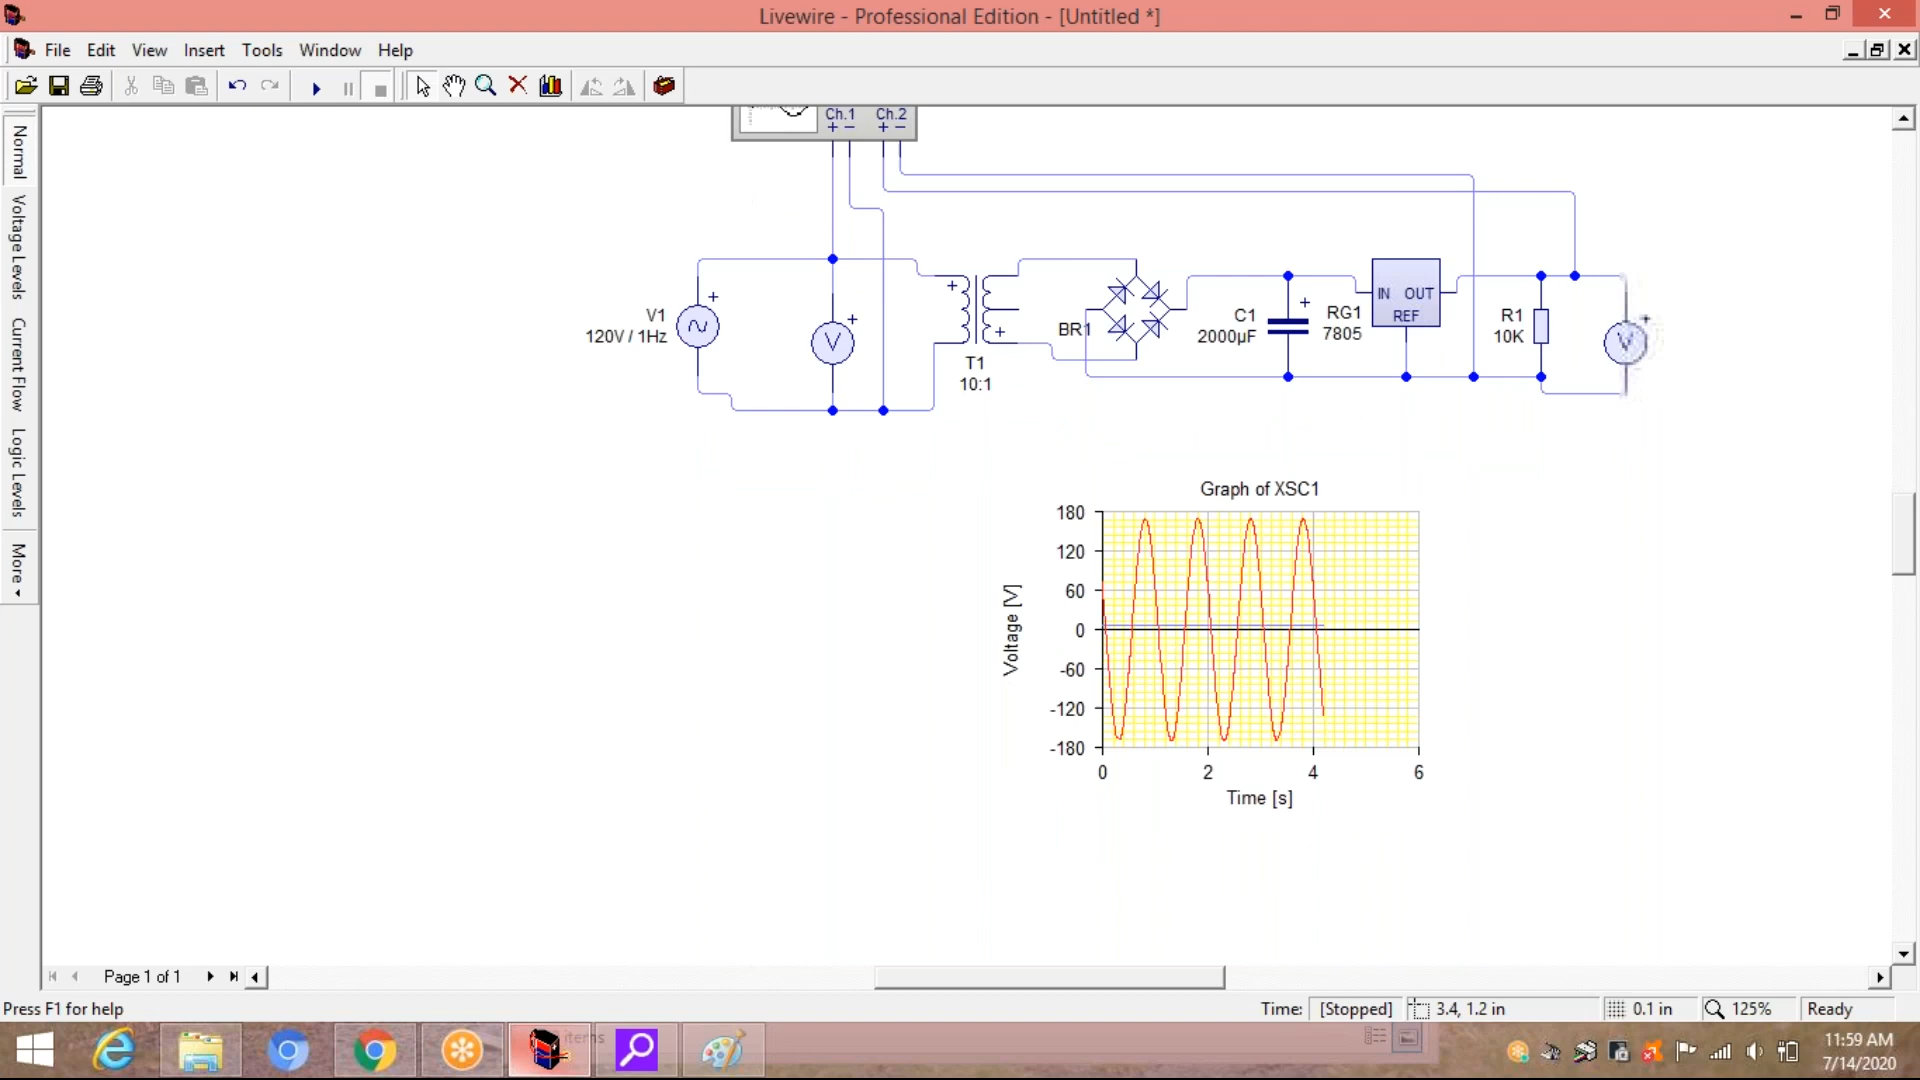 Livewire - Professional Edition - [Untitled *]
File Edit View Insert Tools Window Help
Normal
Voltage Levels
Current Flow
Logic Levels
More
Ch.1 Ch.2
+ − + −
V1
120V / 1Hz
+
V
+
+
+
T1
10:1
BR1
C1
2000µF
+
RG1
7805
IN OUT
REF
R1
10K
V
+
Graph of XSC1
Voltage [V]
180
120
60
0
-60
-120
-180
0 2 4 6
Time [s]
Page 1 of 1
Press F1 for help
Time: [Stopped] 3.4, 1.2 in 0.1 in 125% Ready
items
11:59 AM
7/14/2020